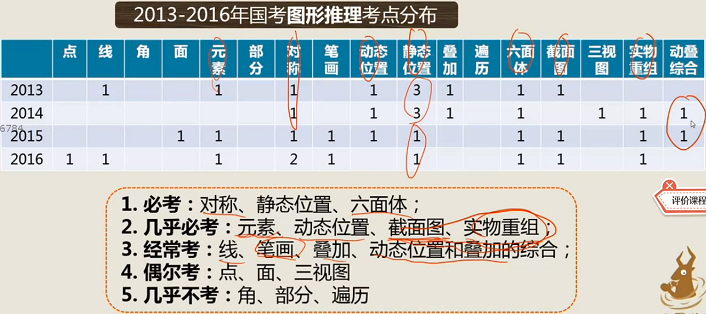 2013-2016年国考图形推理考点分布
点 线 角 面 元素 部分 对称 笔画 动态位置 静态位置 叠加 遍历 六面体 截面图 三视图 实物重组 动叠综合
2013 1 1 1 1 3 1 1 1
2014 1 1 3 1 1 1 1 1
6784
2015 1 1 1 1 1 1 1 1 1 1
2016 1 1 1 2 1 1 1 1 1
1. 必考：对称、静态位置、六面体；
2. 几乎必考：元素、动态位置、截面图、实物重组；
3. 经常考：线、笔画、叠加、动态位置和叠加的综合；
4. 偶尔考：点、面、三视图
5. 几乎不考：角、部分、遍历
评价课程